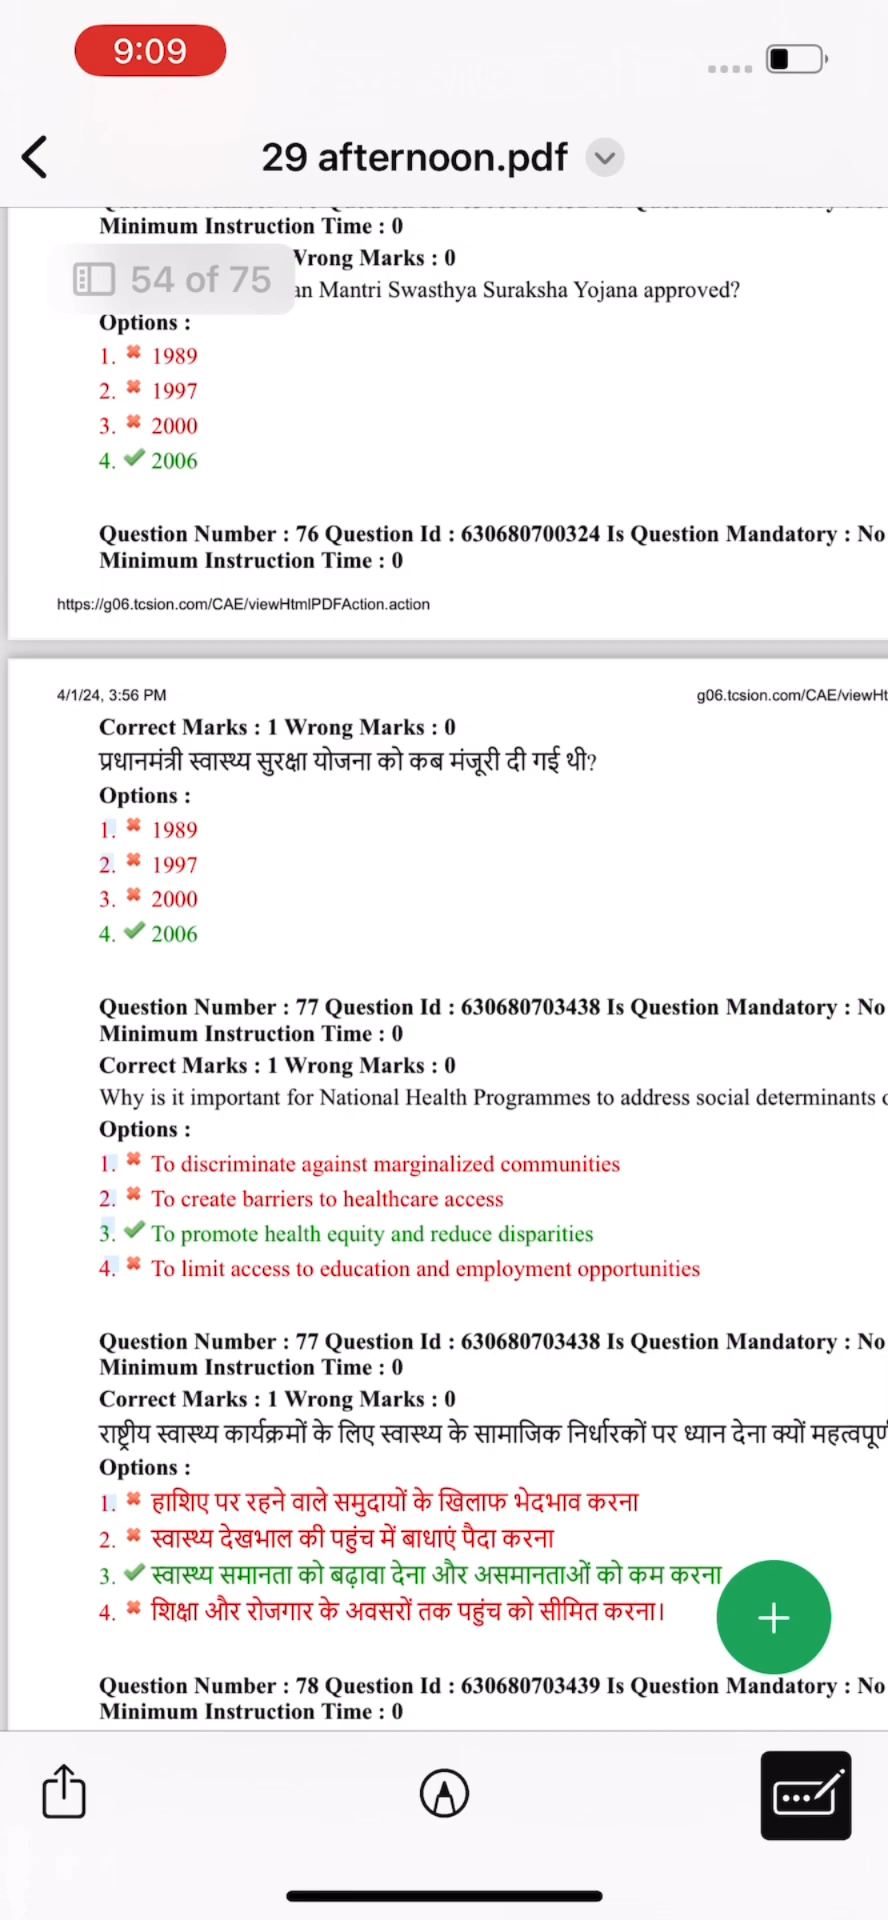 9:09
29 afternoon.pdf
Minimum Instruction Time : 0
Wrong Marks : 0
54 of 75
an Mantri Swasthya Suraksha Yojana approved?
Options :
1. 1989
2. 1997
3. 2000
4. 2006
Question Number : 76 Question Id : 630680700324 Is Question Mandatory : No
Minimum Instruction Time : 0
https://g06.tcsion.com/CAE/viewHtmlPDFAction.action
4/1/24, 3:56 PM
g06.tcsion.com/CAE/viewHt
Correct Marks : 1 Wrong Marks : 0
प्रधानमंत्री स्वास्थ्य सुरक्षा योजना को कब मंजूरी दी गई थी?
Options :
1. 1989
2. 1997
3. 2000
4. 2006
Question Number : 77 Question Id : 630680703438 Is Question Mandatory : No
Minimum Instruction Time : 0
Correct Marks : 1 Wrong Marks : 0
Why is it important for National Health Programmes to address social determinants
Options :
1. To discriminate against marginalized communities
2. To create barriers to healthcare access
3. To promote health equity and reduce disparities
4. To limit access to education and employment opportunities
Question Number : 77 Question Id : 630680703438 Is Question Mandatory : No
Minimum Instruction Time : 0
Correct Marks : 1 Wrong Marks : 0
राष्ट्रीय स्वास्थ्य कार्यक्रमों के लिए स्वास्थ्य के सामाजिक निर्धारकों पर ध्यान देना क्यों महत्वपूर्ण
Options :
1. हाशिए पर रहने वाले समुदायों के खिलाफ भेदभाव करना
2. स्वास्थ्य देखभाल की पहुंच में बाधाएं पैदा करना
3. स्वास्थ्य समानता को बढ़ावा देना और असमानताओं को कम करना
4. शिक्षा और रोजगार के अवसरों तक पहुंच को सीमित करना।
Question Number : 78 Question Id : 630680703439 Is Question Mandatory : No
Minimum Instruction Time : 0